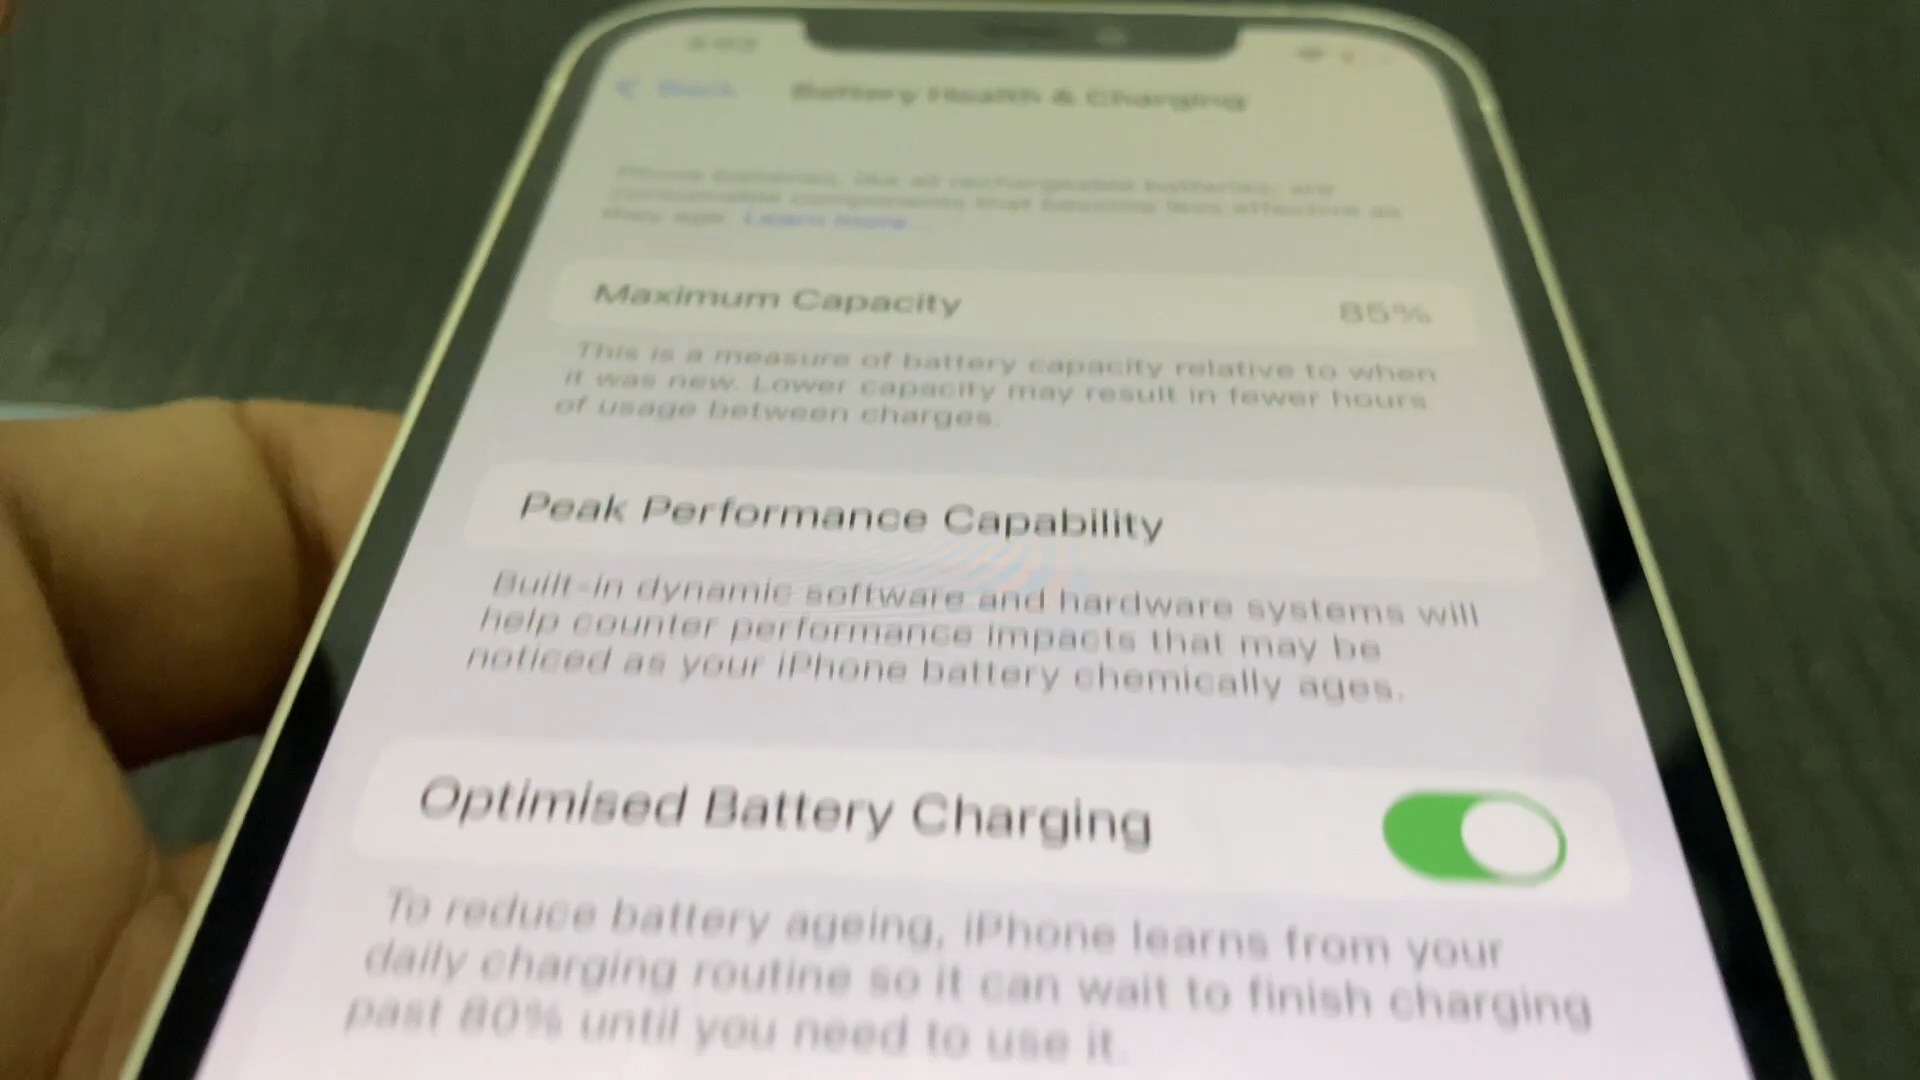 Back
Battery Health & Charging
iPhone batteries, like all rechargeable batteries, are
consumable components that become less effective as
they age. Learn more...
Maximum Capacity
85%
This is a measure of battery capacity relative to when
it was new. Lower capacity may result in fewer hours
of usage between charges.
Peak Performance Capability
Built-in dynamic software and hardware systems will
help counter performance impacts that may be
noticed as your iPhone battery chemically ages.
Optimised Battery Charging
To reduce battery ageing, iPhone learns from your
daily charging routine so it can wait to finish charging
past 80% until you need to use it.